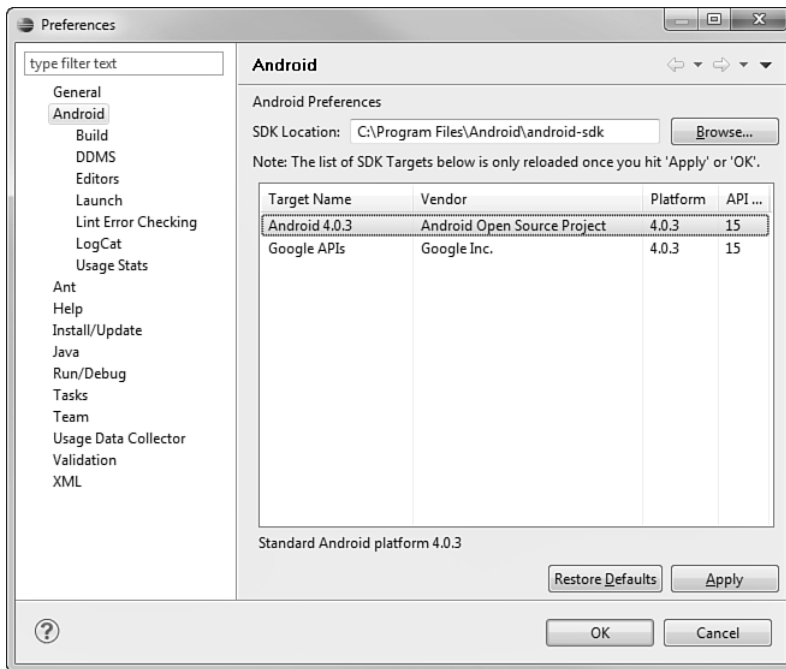 Preferences
type filter text
General
Android
Build
DDMS
Editors
Launch
Lint Error Checking
LogCat
Usage Stats
Ant
Help
Install/Update
Java
Run/Debug
Tasks
Team
Usage Data Collector
Validation
XML
Android
Android Preferences
SDK Location: C:\Program Files\Android\android-sdk Browse...
Note: The list of SDK Targets below is only reloaded once you hit 'Apply' or 'OK'.
Target Name Vendor Platform API ...
Android 4.0.3 Android Open Source Project 4.0.3 15
Google APIs Google Inc. 4.0.3 15
Standard Android platform 4.0.3
Restore Defaults Apply
? OK Cancel